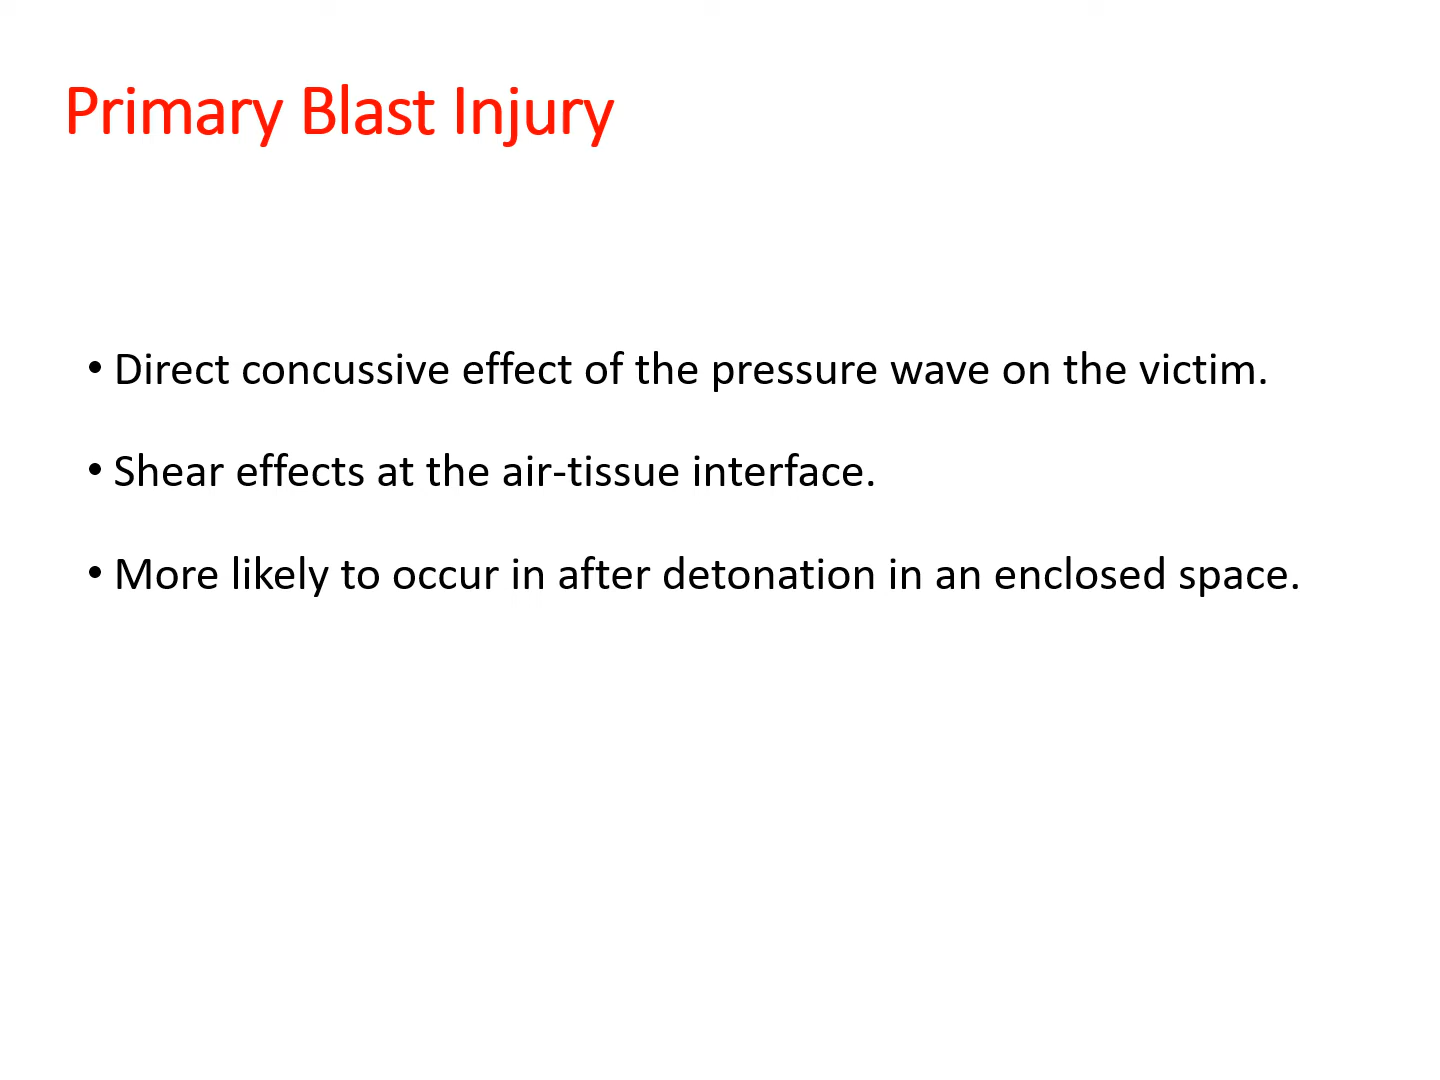 Primary Blast Injury
• Direct concussive effect of the pressure wave on the victim.
• Shear effects at the air-tissue interface.
• More likely to occur in after detonation in an enclosed space.